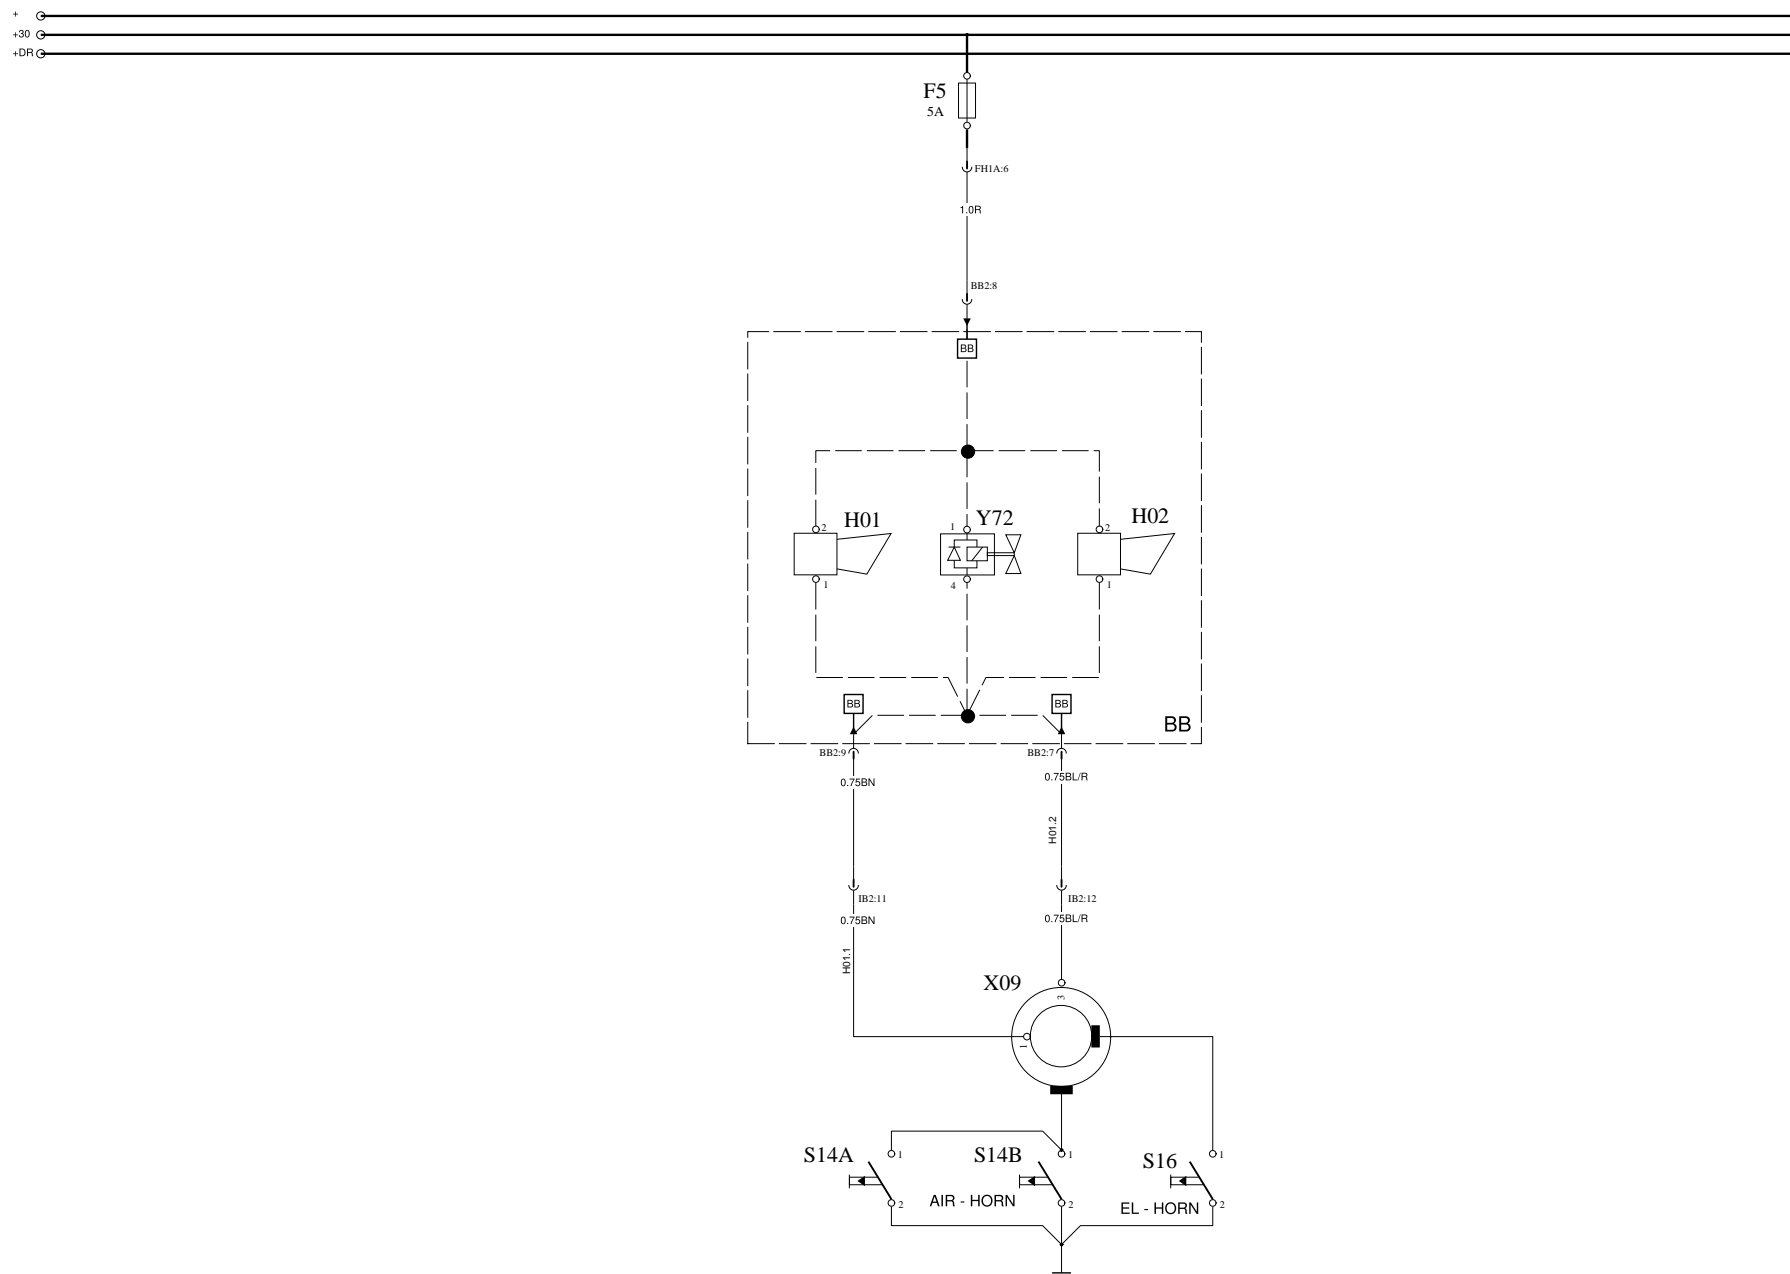 +
+30
+DR
F5
5A
FH1A:6
1.0R
BB2:8
BB
H01
Y72
H02
2
1
2
1
4
1
BB
BB
BB
BB2:9
BB2:7
0.75BN
0.75BL/R
H01.2
IB2:11
IB2:12
0.75BN
0.75BL/R
H01.1
X09
3
1
S14A
1
S14B
1
S16
1
2
AIR - HORN
2
EL - HORN
2